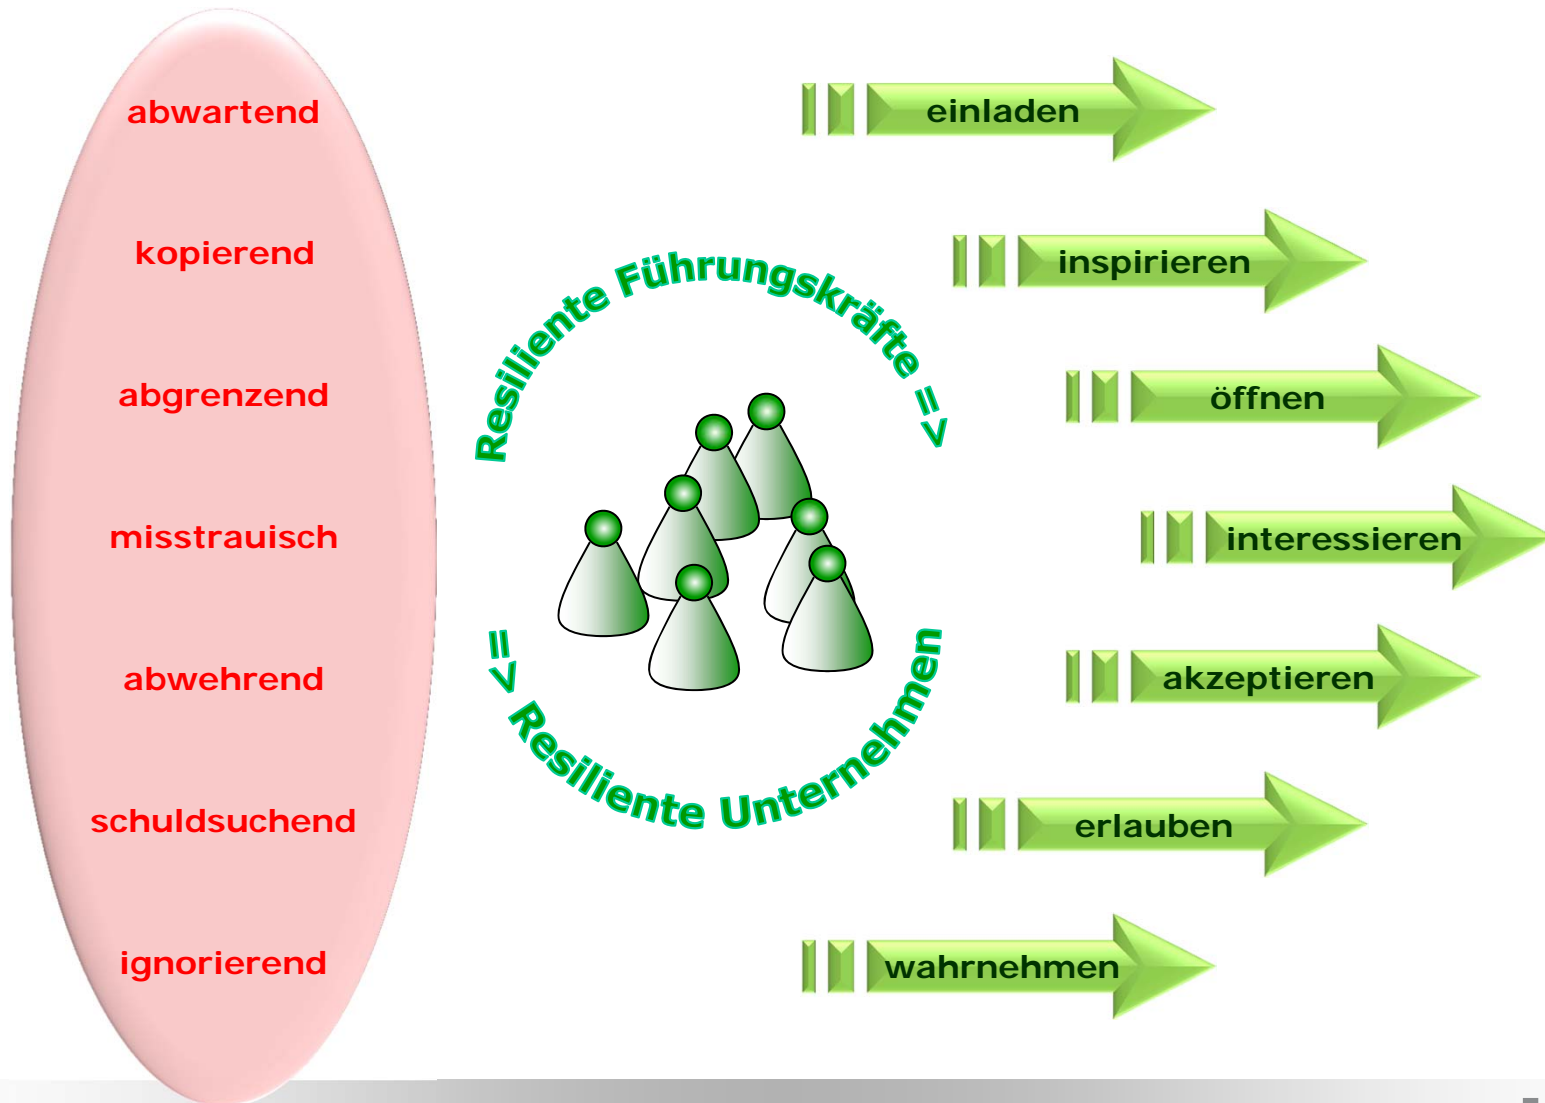 abwartend
kopierend
abgrenzend
misstrauisch
abwehrend
schuldsuchend
ignorierend
Resiliente Führungskräfte =>
=> Resiliente Unternehmen
einladen
inspirieren
öffnen
interessieren
akzeptieren
erlauben
wahrnehmen